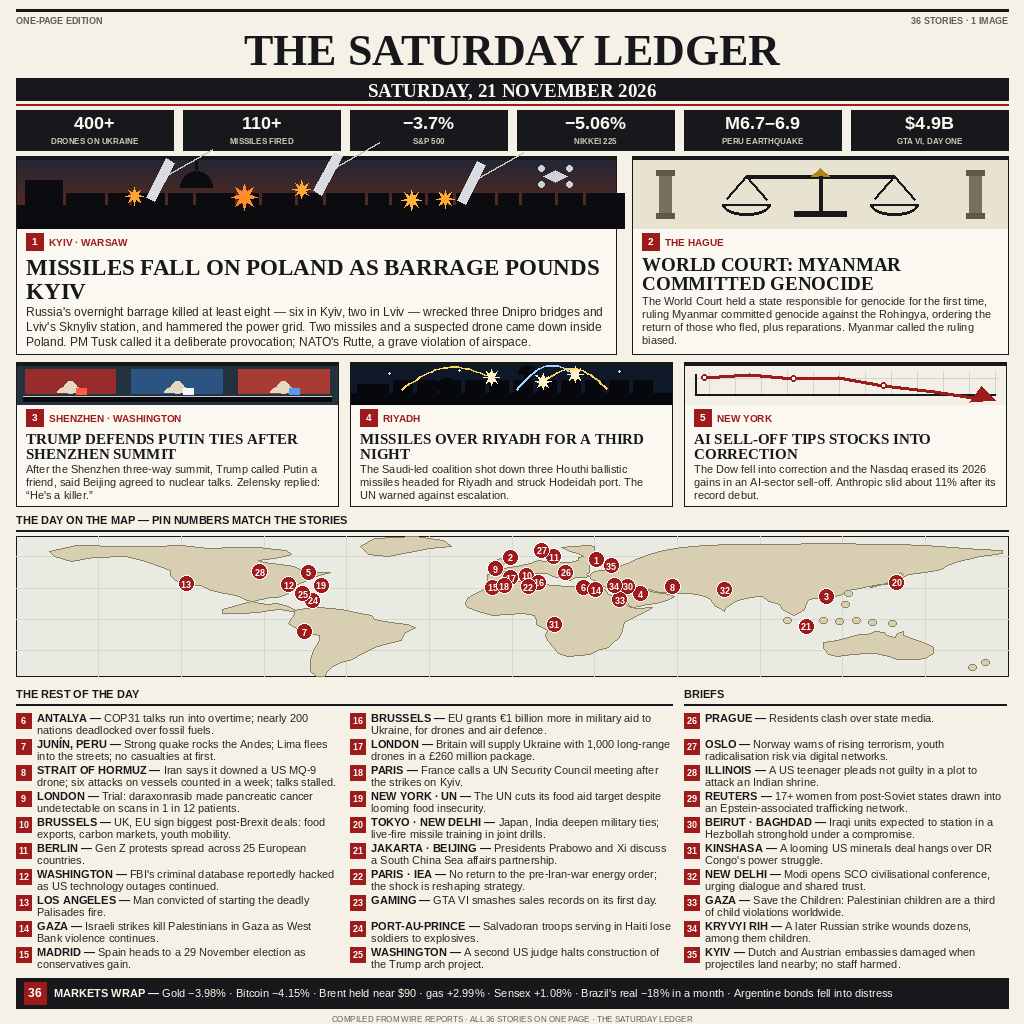 ONE-PAGE EDITION
36 STORIES · 1 IMAGE
THE SATURDAY LEDGER
SATURDAY, 21 NOVEMBER 2026
400+
DRONES ON UKRAINE
110+
MISSILES FIRED
−3.7%
S&P 500
−5.06%
NIKKEI 225
M6.7–6.9
PERU EARTHQUAKE
$4.9B
GTA VI, DAY ONE
1 KYIV · WARSAW
MISSILES FALL ON POLAND AS BARRAGE POUNDS
KYIV
Russia's overnight barrage killed at least eight — six in Kyiv, two in Lviv — wrecked three Dnipro bridges and
Lviv's Sknyliv station, and hammered the power grid. Two missiles and a suspected drone came down inside
Poland. PM Tusk called it a deliberate provocation; NATO's Rutte, a grave violation of airspace.
2 THE HAGUE
WORLD COURT: MYANMAR
COMMITTED GENOCIDE
The World Court held a state responsible for genocide for the first time,
ruling Myanmar committed genocide against the Rohingya, ordering the
return of those who fled, plus reparations. Myanmar called the ruling
biased.
3 SHENZHEN · WASHINGTON
TRUMP DEFENDS PUTIN TIES AFTER
SHENZHEN SUMMIT
After the Shenzhen three-way summit, Trump called Putin a
friend, said Beijing agreed to nuclear talks. Zelensky replied:
“He's a killer.”
4 RIYADH
MISSILES OVER RIYADH FOR A THIRD
NIGHT
The Saudi-led coalition shot down three Houthi ballistic
missiles headed for Riyadh and struck Hodeidah port. The
UN warned against escalation.
5 NEW YORK
AI SELL-OFF TIPS STOCKS INTO
CORRECTION
The Dow fell into correction and the Nasdaq erased its 2026
gains in an AI-sector sell-off. Anthropic slid about 11% after its
record debut.
THE DAY ON THE MAP — PIN NUMBERS MATCH THE STORIES
27
11
2
1
35
9
28
5
26
10
17
16
13
12
19
15
18
22
6
14
34
30
8
32
20
25
24
33
4
3
7
31
21
THE REST OF THE DAY
6 ANTALYA — COP31 talks run into overtime; nearly 200
nations deadlocked over fossil fuels.
7 JUNÍN, PERU — Strong quake rocks the Andes; Lima flees
into the streets; no casualties at first.
8 STRAIT OF HORMUZ — Iran says it downed a US MQ-9
drone; six attacks on vessels counted in a week; talks stalled.
9 LONDON — Trial: daraxonrasib made pancreatic cancer
undetectable on scans in 1 in 12 patients.
10 BRUSSELS — UK, EU sign biggest post-Brexit deals: food
exports, carbon markets, youth mobility.
11 BERLIN — Gen Z protests spread across 25 European
countries.
12 WASHINGTON — FBI's criminal database reportedly hacked
as US technology outages continued.
13 LOS ANGELES — Man convicted of starting the deadly
Palisades fire.
14 GAZA — Israeli strikes kill Palestinians in Gaza as West
Bank violence continues.
15 MADRID — Spain heads to a 29 November election as
conservatives gain.
16 BRUSSELS — EU grants €1 billion more in military aid to
Ukraine, for drones and air defence.
17 LONDON — Britain will supply Ukraine with 1,000 long-range
drones in a £260 million package.
18 PARIS — France calls a UN Security Council meeting after
the strikes on Kyiv.
19 NEW YORK · UN — The UN cuts its food aid target despite
looming food insecurity.
20 TOKYO · NEW DELHI — Japan, India deepen military ties;
live-fire missile training in joint drills.
21 JAKARTA · BEIJING — Presidents Prabowo and Xi discuss
a South China Sea affairs partnership.
22 PARIS · IEA — No return to the pre-Iran-war energy order;
the shock is reshaping strategy.
23 GAMING — GTA VI smashes sales records on its first day.
24 PORT-AU-PRINCE — Salvadoran troops serving in Haiti lose
soldiers to explosives.
25 WASHINGTON — A second US judge halts construction of
the Trump arch project.
BRIEFS
26 PRAGUE — Residents clash over state media.
27 OSLO — Norway warns of rising terrorism, youth
radicalisation risk via digital networks.
28 ILLINOIS — A US teenager pleads not guilty in a plot to
attack an Indian shrine.
29 REUTERS — 17+ women from post-Soviet states drawn into
an Epstein-associated trafficking network.
30 BEIRUT · BAGHDAD — Iraqi units expected to station in a
Hezbollah stronghold under a compromise.
31 KINSHASA — A looming US minerals deal hangs over DR
Congo's power struggle.
32 NEW DELHI — Modi opens SCO civilisational conference,
urging dialogue and shared trust.
33 GAZA — Save the Children: Palestinian children are a third
of child violations worldwide.
34 KRYVYI RIH — A later Russian strike wounds dozens,
among them children.
35 KYIV — Dutch and Austrian embassies damaged when
projectiles land nearby; no staff harmed.
36 MARKETS WRAP — Gold −3.98% · Bitcoin −4.15% · Brent held near $90 · gas +2.99% · Sensex +1.08% · Brazil's real −18% in a month · Argentine bonds fell into distress
COMPILED FROM WIRE REPORTS · ALL 36 STORIES ON ONE PAGE · THE SATURDAY LEDGER